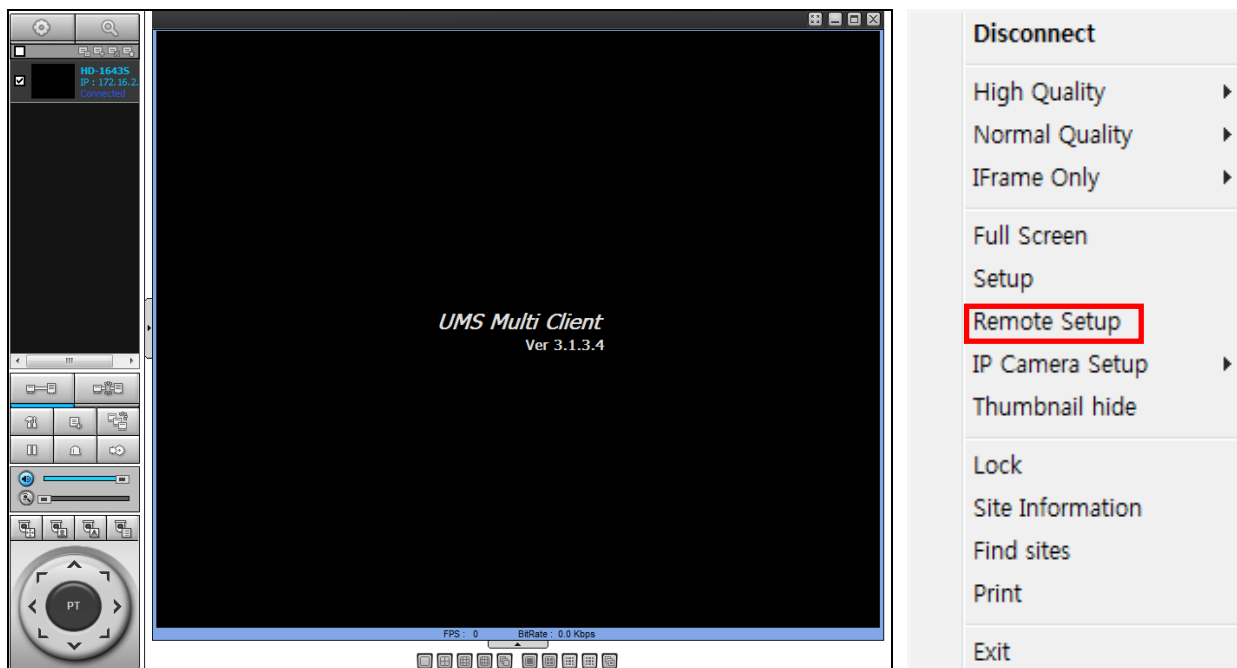 HD-1643S
IP : 172.16.2.
Connected
UMS Multi Client
Ver 3.1.3.4
PT
FPS : 0 BitRate : 0.0 Kbps
Disconnect
High Quality
Normal Quality
IFrame Only
Full Screen
Setup
Remote Setup
IP Camera Setup
Thumbnail hide
Lock
Site Information
Find sites
Print
Exit